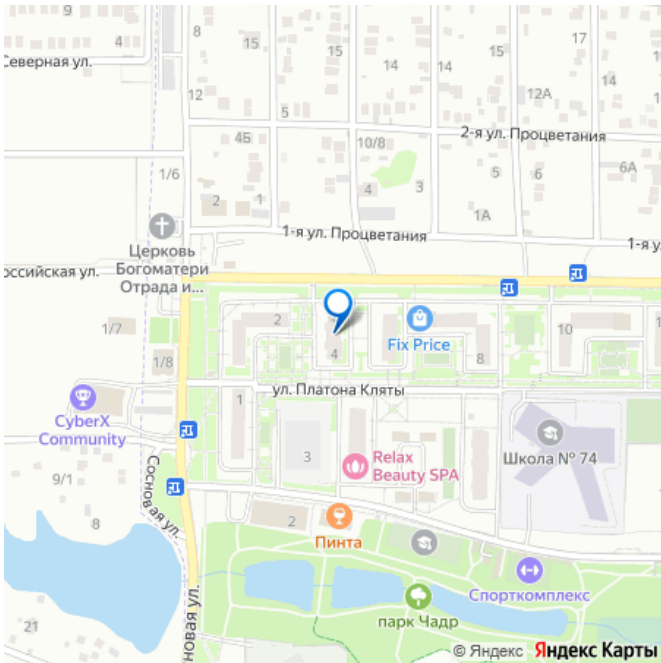 9
4
15
15
14
17
14
12А
14
Северная ул.
12
5
2-я ул. Процветания
4Б
10/8
5
6
6А
1/6
4
3
2
1
1А
1-я ул. Процветания
1-я у
Церковь
Богоматери
Отрада и...
оссийская ул.
1/7
2
4
Fix Price
8
10
1/8
ул. Платона Кляты
CyberX
Community
1
3
Relax
Beauty SPA
Школа № 74
9/1
8
Сосновая ул.
2
Пинта
Спорткомплекс
парк Чадр
21
новая ул.
© Яндекс Яндекс Карты